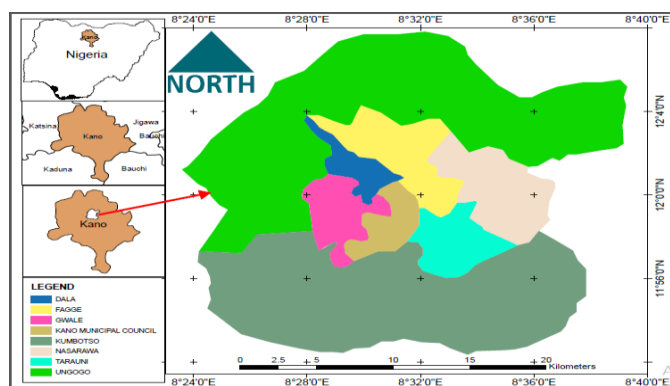 8°24'0"E 8°28'0"E 8°32'0"E 8°36'0"E 8°40'0"E
Kano
Nigeria
NORTH
12°4'0"N
Katsina
Jigawa
Kano
Bauchi
Kaduna
Bauchi
12°0'0"N
Kano
11°56'0"N
LEGEND
DALA
FAGGE
GWALE
KANO MUNICIPAL COUNCIL
KUMBOTSO
NASARAWA
TARAUNI
UNGOGO
0 2.5 5 10 15 20
Kilometers
8°24'0"E 8°28'0"E 8°32'0"E 8°36'0"E 8°40'0"E